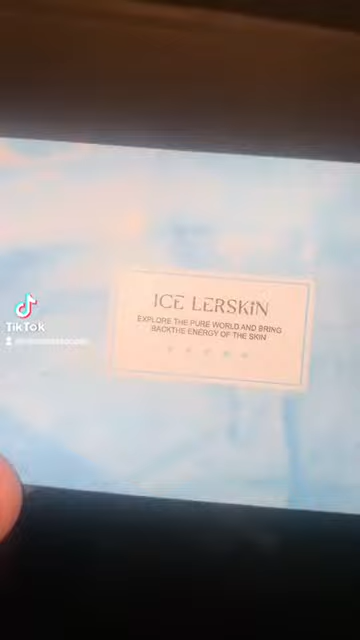 ICE LERSKIN
EXPLORE THE PURE WORLD AND BRING
BACKTHE ENERGY OF THE SKIN
TikTok